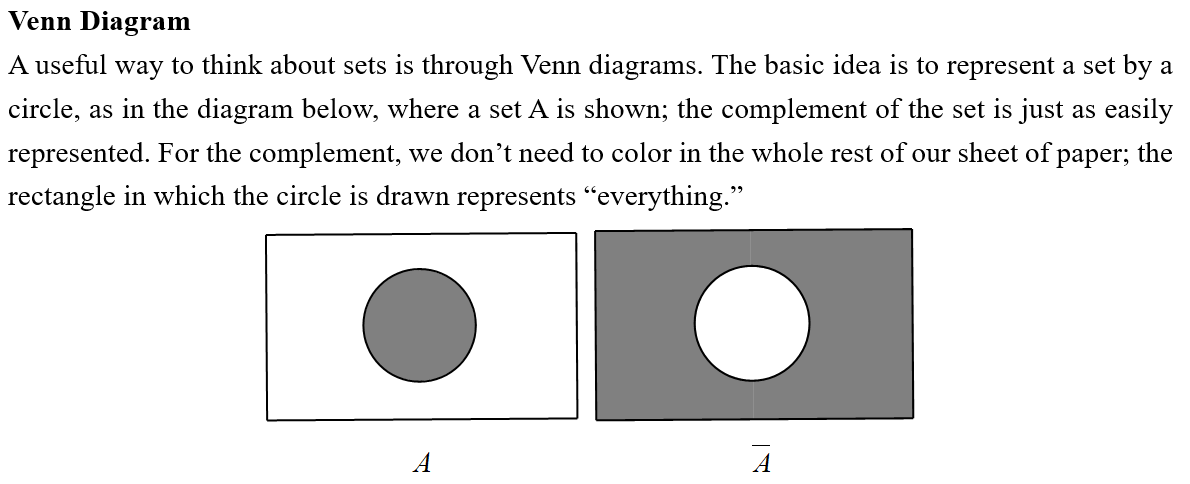 Venn Diagram
A useful way to think about sets is through Venn diagrams. The basic idea is to represent a set by a
circle, as in the diagram below, where a set A is shown; the complement of the set is just as easily
represented. For the complement, we don’t need to color in the whole rest of our sheet of paper; the
rectangle in which the circle is drawn represents “everything.”
A
A̅